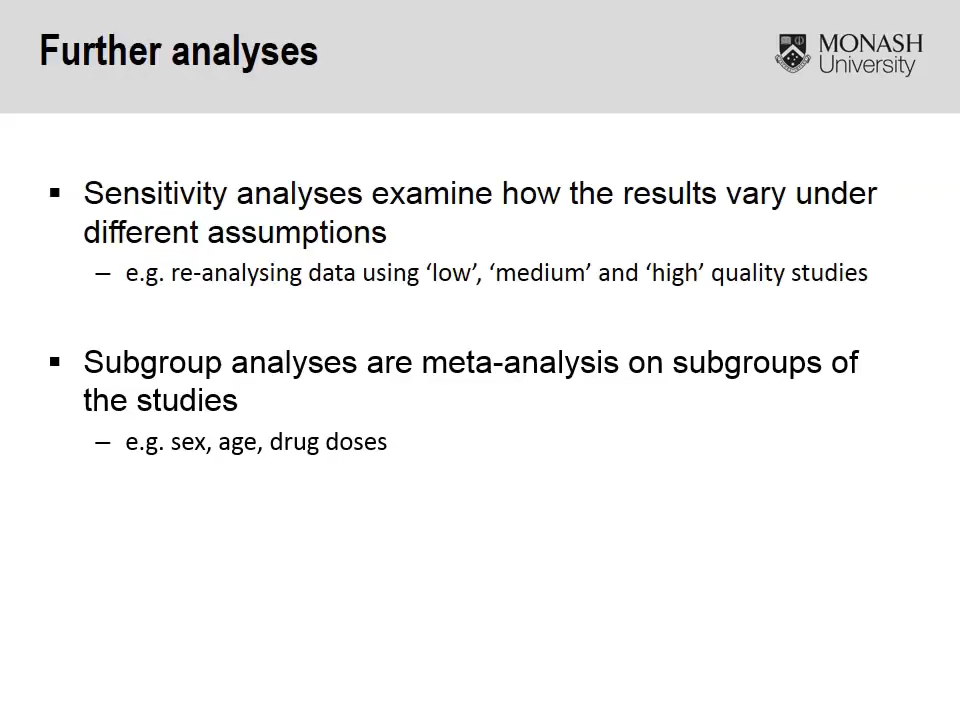 Further analyses
MONASH
University
▪ Sensitivity analyses examine how the results vary under
different assumptions
– e.g. re-analysing data using ‘low’, ‘medium’ and ‘high’ quality studies
▪ Subgroup analyses are meta-analysis on subgroups of
the studies
– e.g. sex, age, drug doses